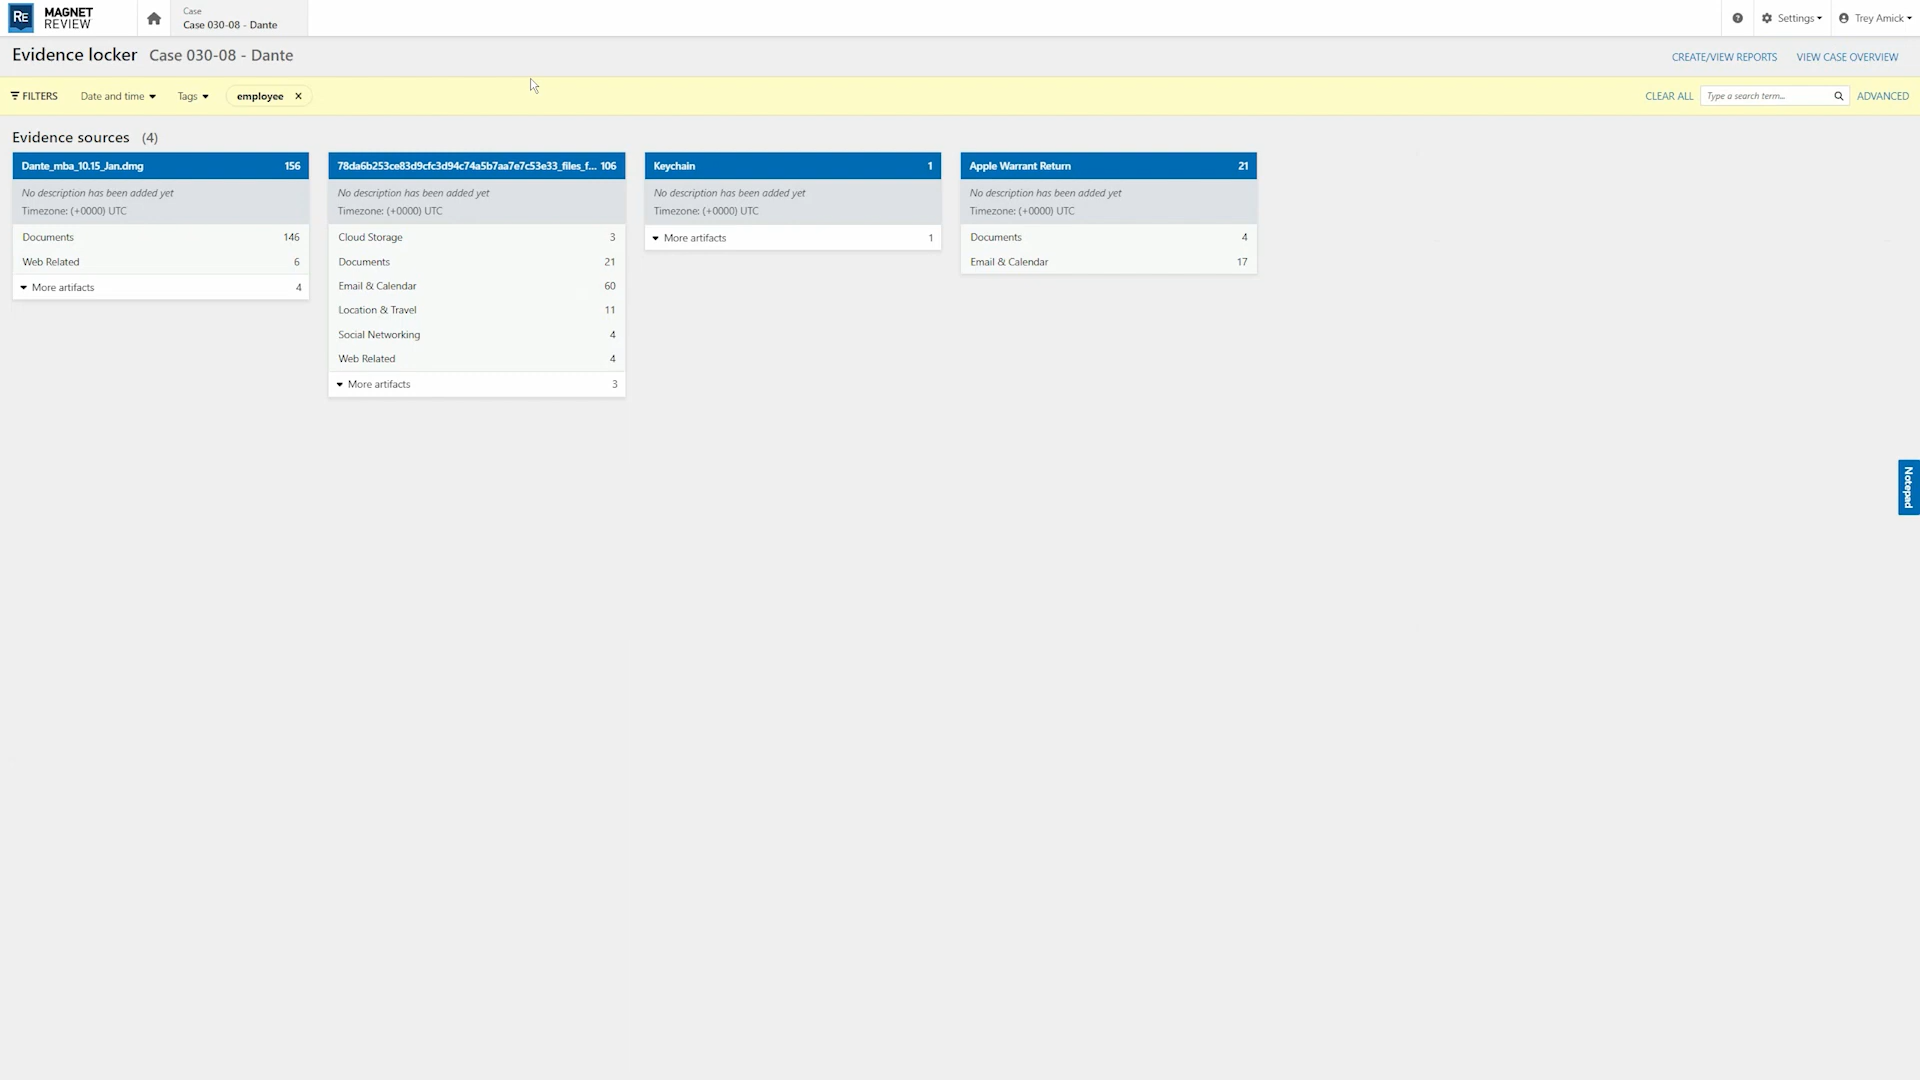 RE MAGNET REVIEW
Case
Case 030-08 - Dante
Settings
Trey Amick
Evidence locker Case 030-08 - Dante
CREATE/VIEW REPORTS VIEW CASE OVERVIEW
FILTERS Date and time Tags employee ✕
CLEAR ALL Type a search term... ADVANCED
Evidence sources (4)
Dante_mba_10.15_Jan.dmg 156
No description has been added yet
Timezone: (+0000) UTC
Documents 146
Web Related 6
More artifacts 4
78da6b253ce83d9cfc3d94c74a5b7aa7e7c53e33_files_f... 106
No description has been added yet
Timezone: (+0000) UTC
Cloud Storage 3
Documents 21
Email & Calendar 60
Location & Travel 11
Social Networking 4
Web Related 4
More artifacts 3
Keychain 1
No description has been added yet
Timezone: (+0000) UTC
More artifacts 1
Apple Warrant Return 21
No description has been added yet
Timezone: (+0000) UTC
Documents 4
Email & Calendar 17
Notepad